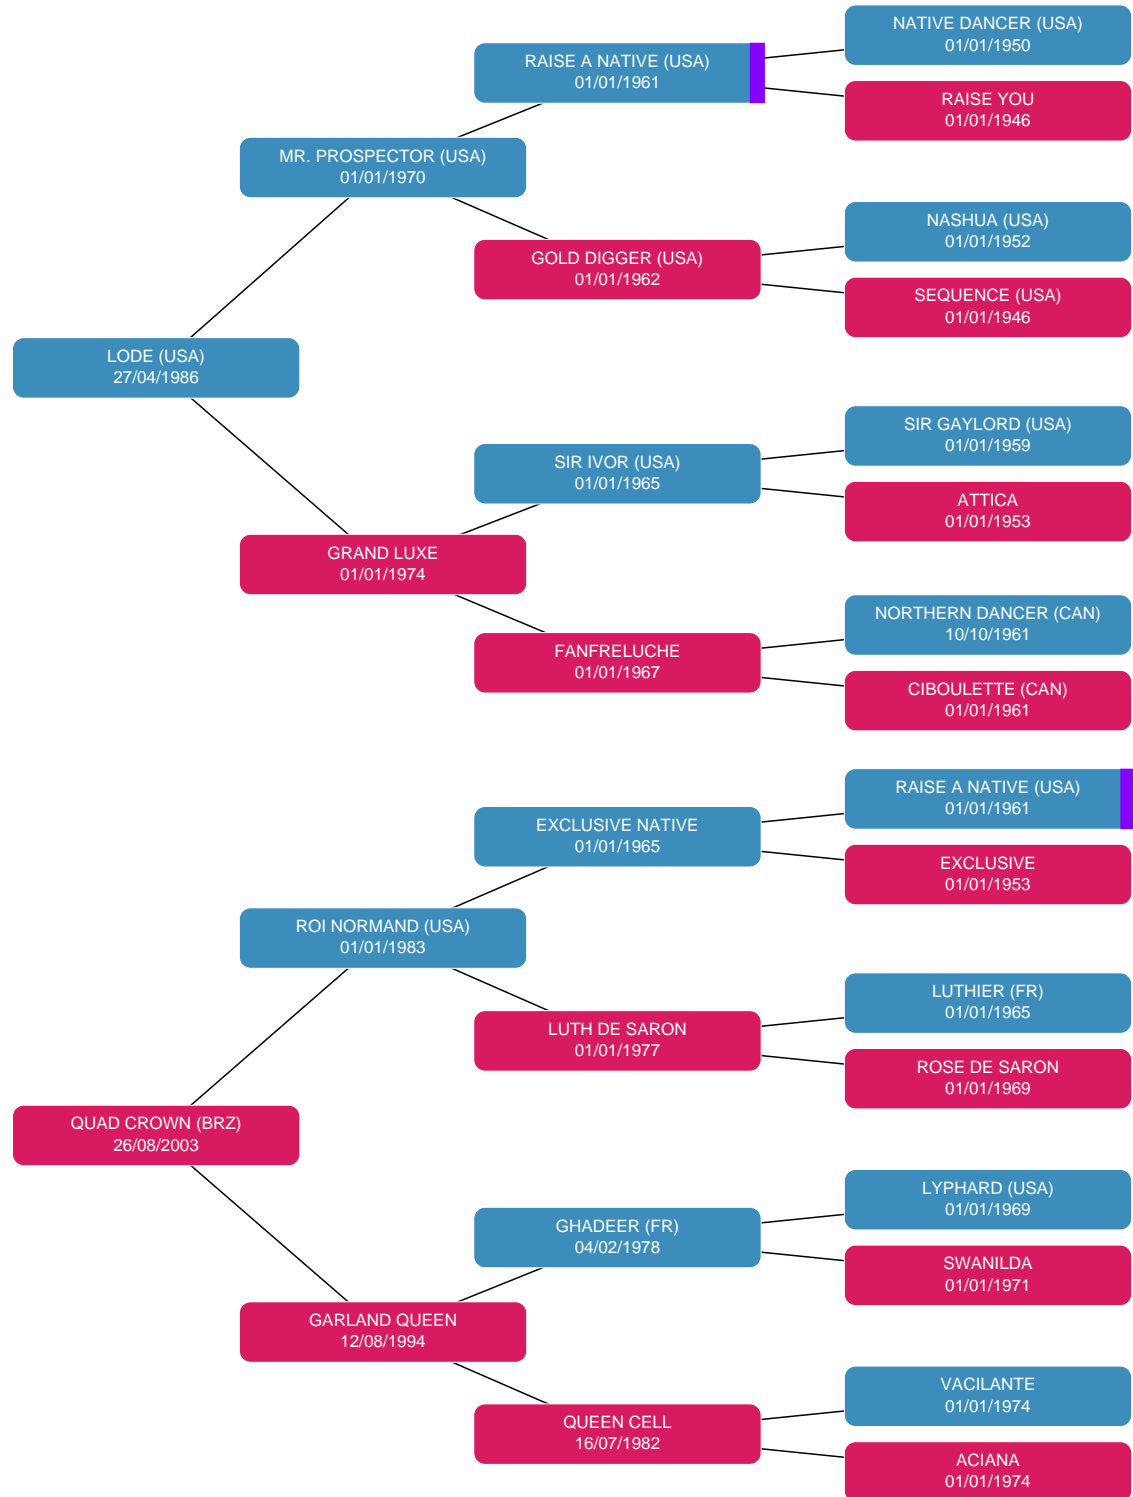 NATIVE DANCER (USA)
01/01/1950
RAISE A NATIVE (USA)
01/01/1961
RAISE YOU
01/01/1946
MR. PROSPECTOR (USA)
01/01/1970
NASHUA (USA)
01/01/1952
GOLD DIGGER (USA)
01/01/1962
SEQUENCE (USA)
01/01/1946
LODE (USA)
27/04/1986
SIR GAYLORD (USA)
01/01/1959
SIR IVOR (USA)
01/01/1965
ATTICA
01/01/1953
GRAND LUXE
01/01/1974
NORTHERN DANCER (CAN)
10/10/1961
FANFRELUCHE
01/01/1967
CIBOULETTE (CAN)
01/01/1961
RAISE A NATIVE (USA)
01/01/1961
EXCLUSIVE NATIVE
01/01/1965
EXCLUSIVE
01/01/1953
ROI NORMAND (USA)
01/01/1983
LUTHIER (FR)
01/01/1965
LUTH DE SARON
01/01/1977
ROSE DE SARON
01/01/1969
QUAD CROWN (BRZ)
26/08/2003
LYPHARD (USA)
01/01/1969
GHADEER (FR)
04/02/1978
SWANILDA
01/01/1971
GARLAND QUEEN
12/08/1994
VACILANTE
01/01/1974
QUEEN CELL
16/07/1982
ACIANA
01/01/1974